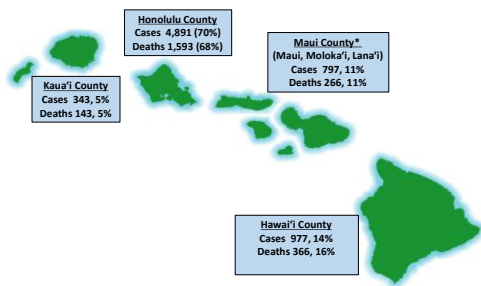 Honolulu County
Cases 4,891 (70%)
Deaths 1,593 (68%)
Maui County*
(Maui, Moloka‘i, Lana‘i)
Cases 797, 11%
Deaths 266, 11%
Kaua‘i County
Cases 343, 5%
Deaths 143, 5%
Hawai‘i County
Cases 977, 14%
Deaths 366, 16%